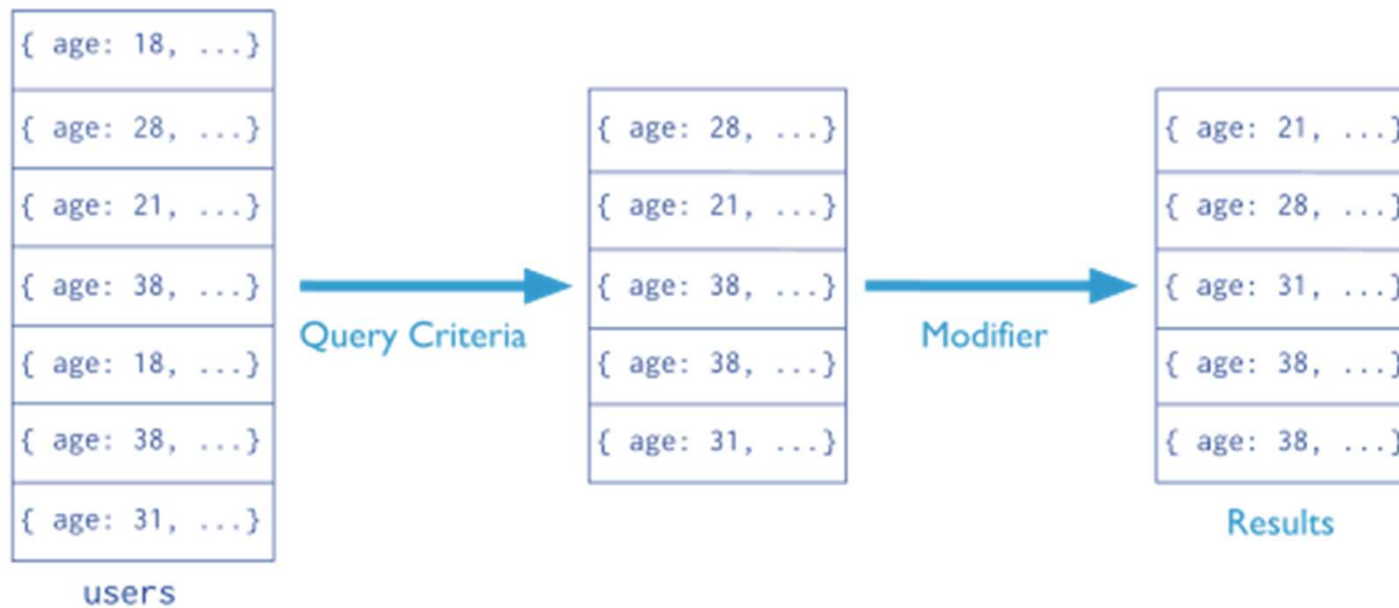 { age: 18, ...}
{ age: 28, ...}
{ age: 21, ...}
{ age: 38, ...}
{ age: 18, ...}
{ age: 38, ...}
{ age: 31, ...}
users
Query Criteria
{ age: 28, ...}
{ age: 21, ...}
{ age: 38, ...}
{ age: 38, ...}
{ age: 31, ...}
Modifier
{ age: 21, ...}
{ age: 28, ...}
{ age: 31, ...}
{ age: 38, ...}
{ age: 38, ...}
Results